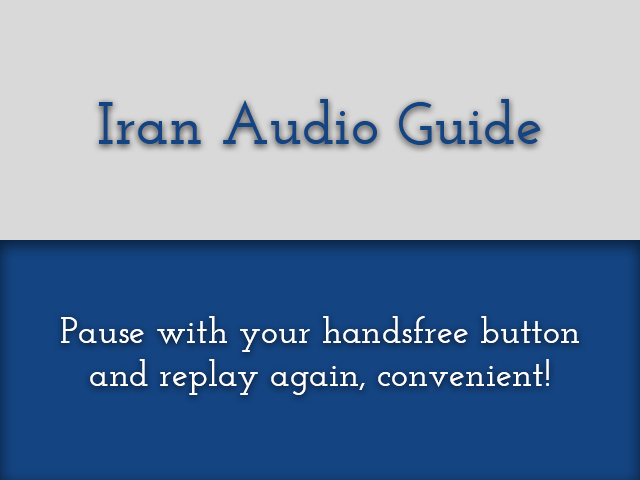 Iran Audio Guide
Pause with your handsfree button
and replay again, convenient!